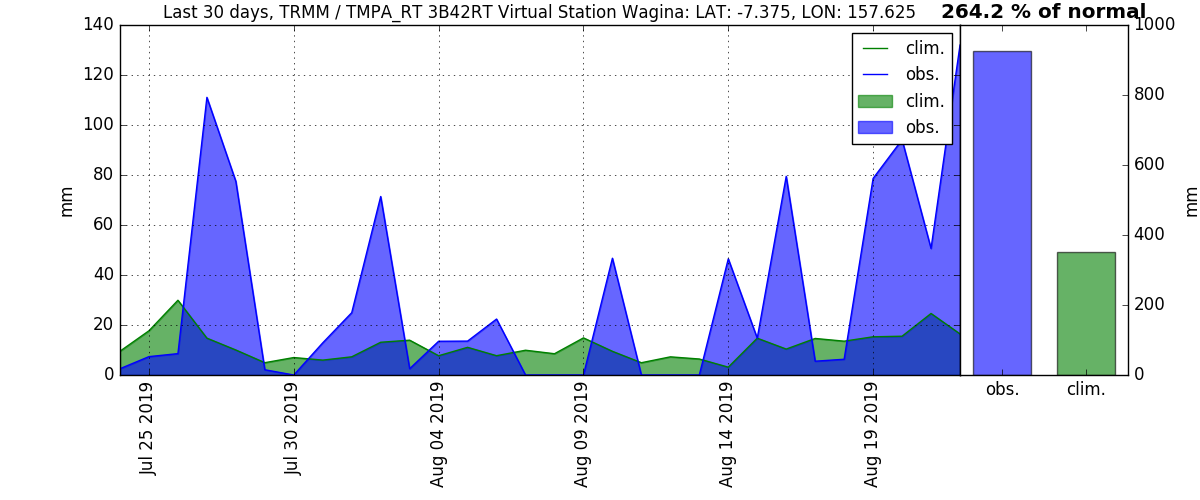 Last 30 days, TRMM / TMPA_RT 3B42RT Virtual Station Wagina: LAT: -7.375, LON: 157.625
264.2 % of normal
140
120
100
80
60
40
20
0
mm
clim.
obs.
clim.
obs.
1000
800
600
400
200
0
mm
obs.
clim.
Jul 25 2019
Jul 30 2019
Aug 04 2019
Aug 09 2019
Aug 14 2019
Aug 19 2019